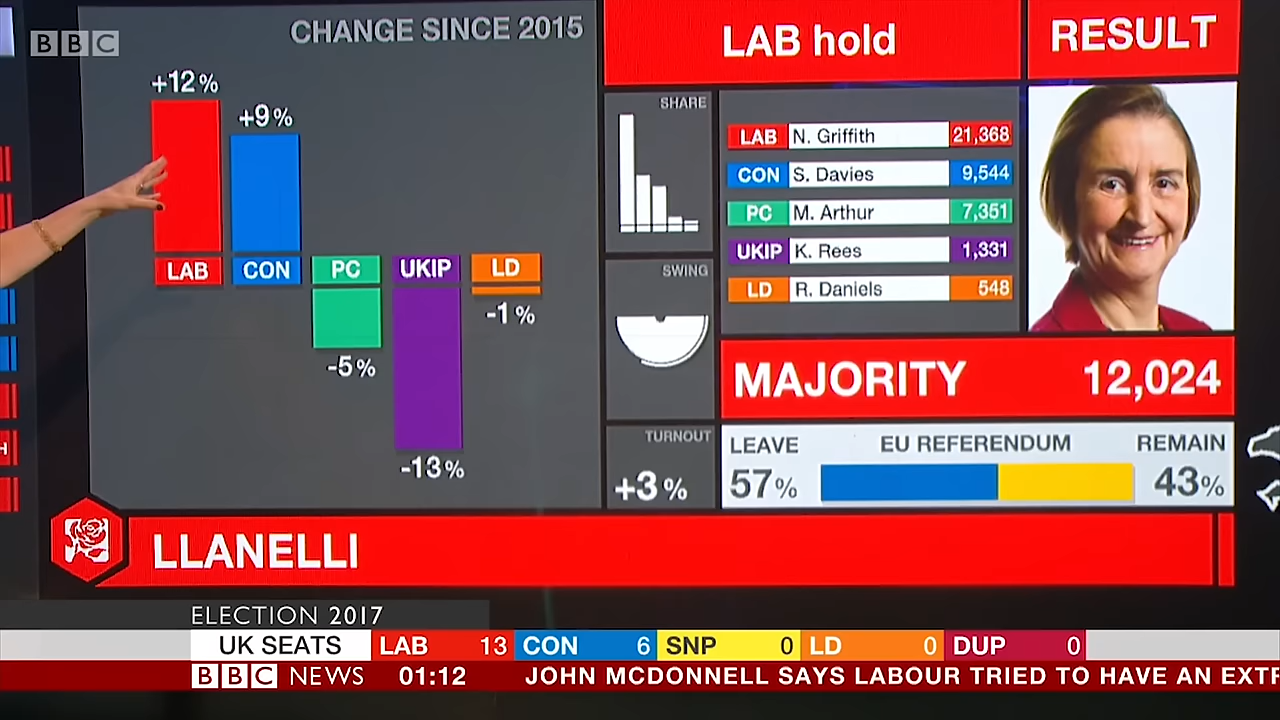 BBC
CHANGE SINCE 2015
+12%
+9%
LAB
CON
PC
UKIP
LD
-5%
-13%
-1%
LAB hold
RESULT
SHARE
LAB N. Griffith 21,368
CON S. Davies 9,544
PC M. Arthur 7,351
UKIP K. Rees 1,331
LD R. Daniels 548
SWING
MAJORITY 12,024
TURNOUT
+3%
LEAVE EU REFERENDUM REMAIN
57% 43%
H
LLANELLI
ELECTION 2017
UK SEATS LAB 13 CON 6 SNP 0 LD 0 DUP 0
BBC NEWS 01:12 JOHN MCDONNELL SAYS LABOUR TRIED TO HAVE AN EXTR